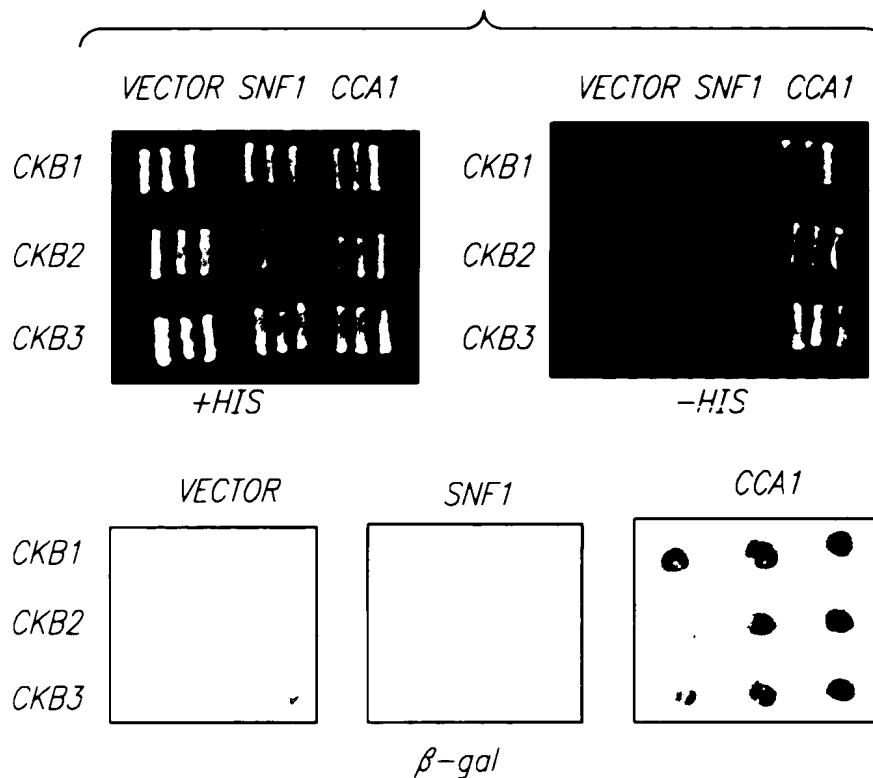 VECTOR SNF1 CCA1
CKB1
CKB2
CKB3
+HIS
VECTOR SNF1 CCA1
CKB1
CKB2
CKB3
-HIS
VECTOR
SNF1
CCA1
CKB1
CKB2
CKB3
β-gal